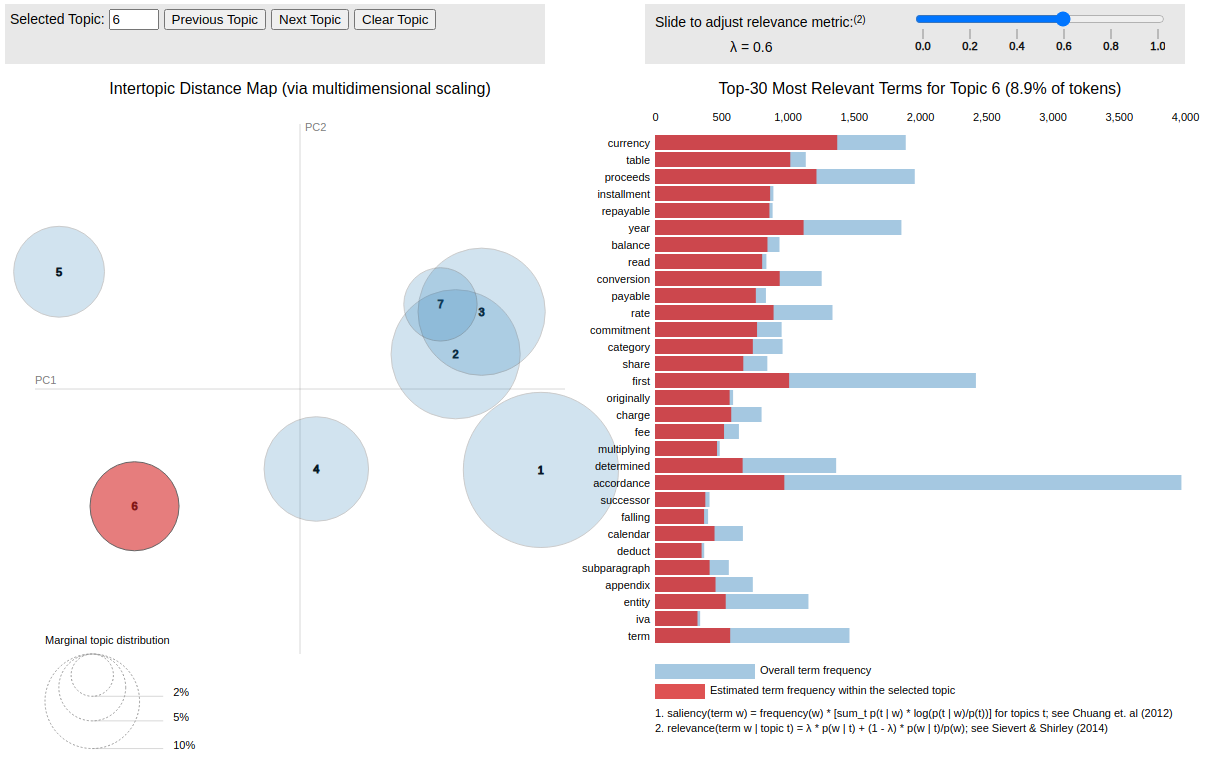 Selected Topic: 6 Previous Topic Next Topic Clear Topic
Slide to adjust relevance metric:(2)
λ = 0.6
0.0 0.2 0.4 0.6 0.8 1.0
Intertopic Distance Map (via multidimensional scaling)
PC2
PC1
5
7
3
2
4
1
6
Marginal topic distribution
2%
5%
10%
Top-30 Most Relevant Terms for Topic 6 (8.9% of tokens)
0 500 1,000 1,500 2,000 2,500 3,000 3,500 4,000
currency
table
proceeds
installment
repayable
year
balance
read
conversion
payable
rate
commitment
category
share
first
originally
charge
fee
multiplying
determined
accordance
successor
falling
calendar
deduct
subparagraph
appendix
entity
iva
term
Overall term frequency
Estimated term frequency within the selected topic
1. saliency(term w) = frequency(w) * [sum_t p(t | w) * log(p(t | w)/p(t))] for topics t; see Chuang et. al (2012)
2. relevance(term w | topic t) = λ * p(w | t) + (1 - λ) * p(w | t)/p(w); see Sievert & Shirley (2014)